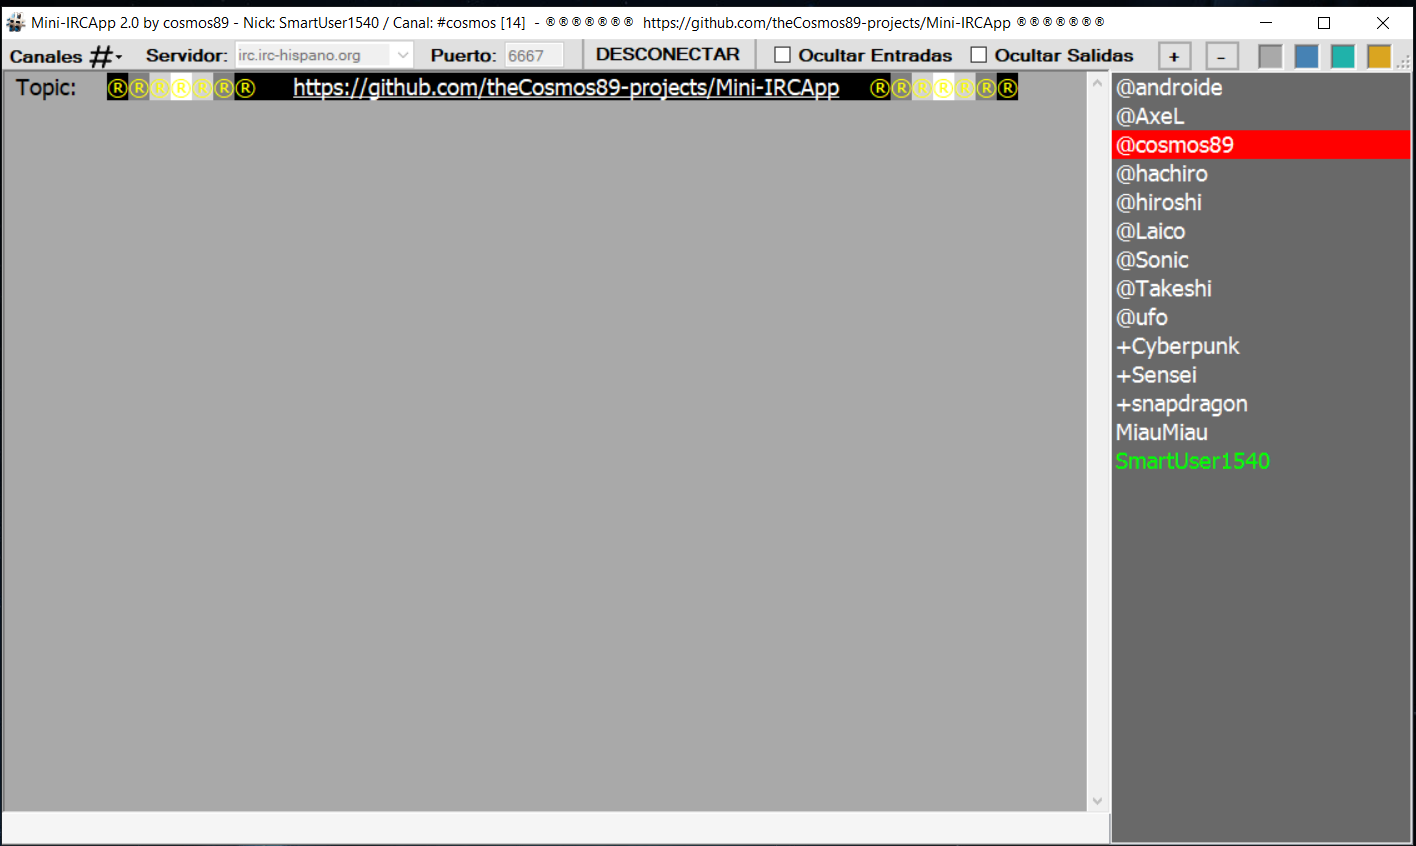 Mini-IRCApp 2.0 by cosmos89 - Nick: SmartUser1540 / Canal: #cosmos [14] - ®®®®®®® https://github.com/theCosmos89-projects/Mini-IRCApp ®®®®®®®
Canales # Servidor: irc.irc-hispano.org Puerto: 6667 DESCONECTAR Ocultar Entradas Ocultar Salidas + -
Topic: ®®®®®®® https://github.com/theCosmos89-projects/Mini-IRCApp ®®®®®®®
@androide
@AxeL
@cosmos89
@hachiro
@hiroshi
@Laico
@Sonic
@Takeshi
@ufo
+Cyberpunk
+Sensei
+snapdragon
MiauMiau
SmartUser1540